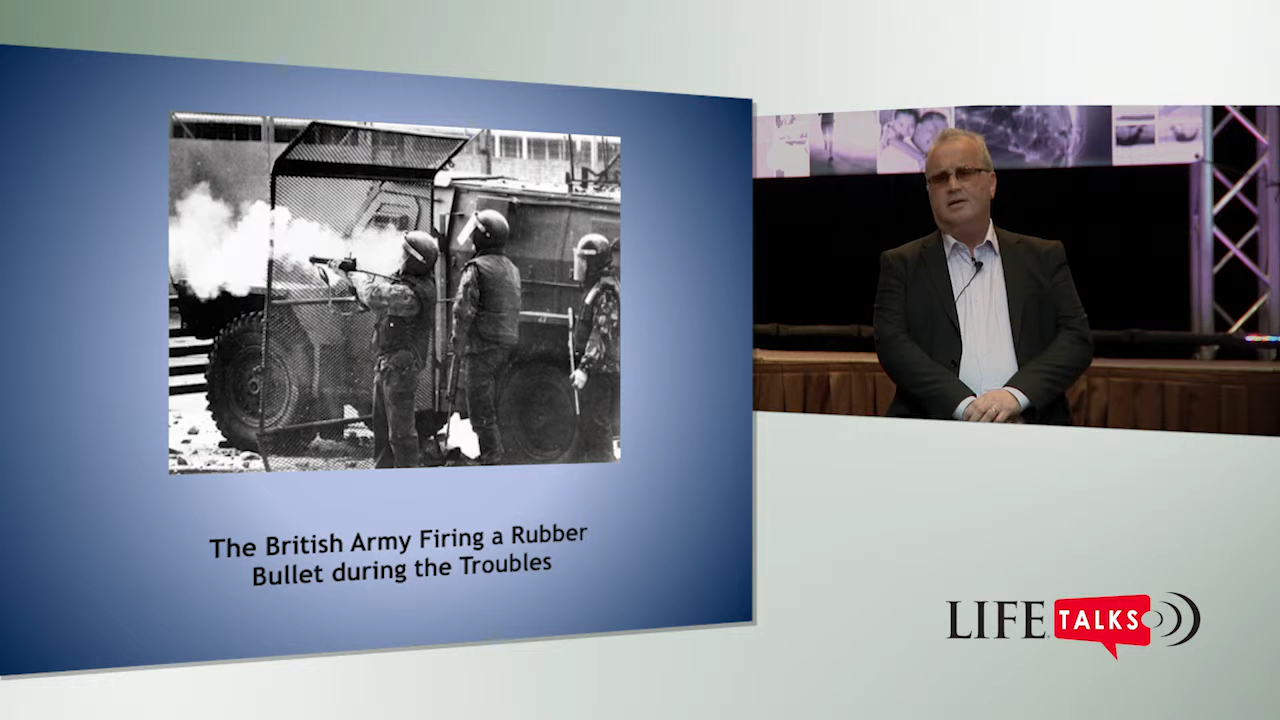 The British Army Firing a Rubber
Bullet during the Troubles
LIFE TALKS